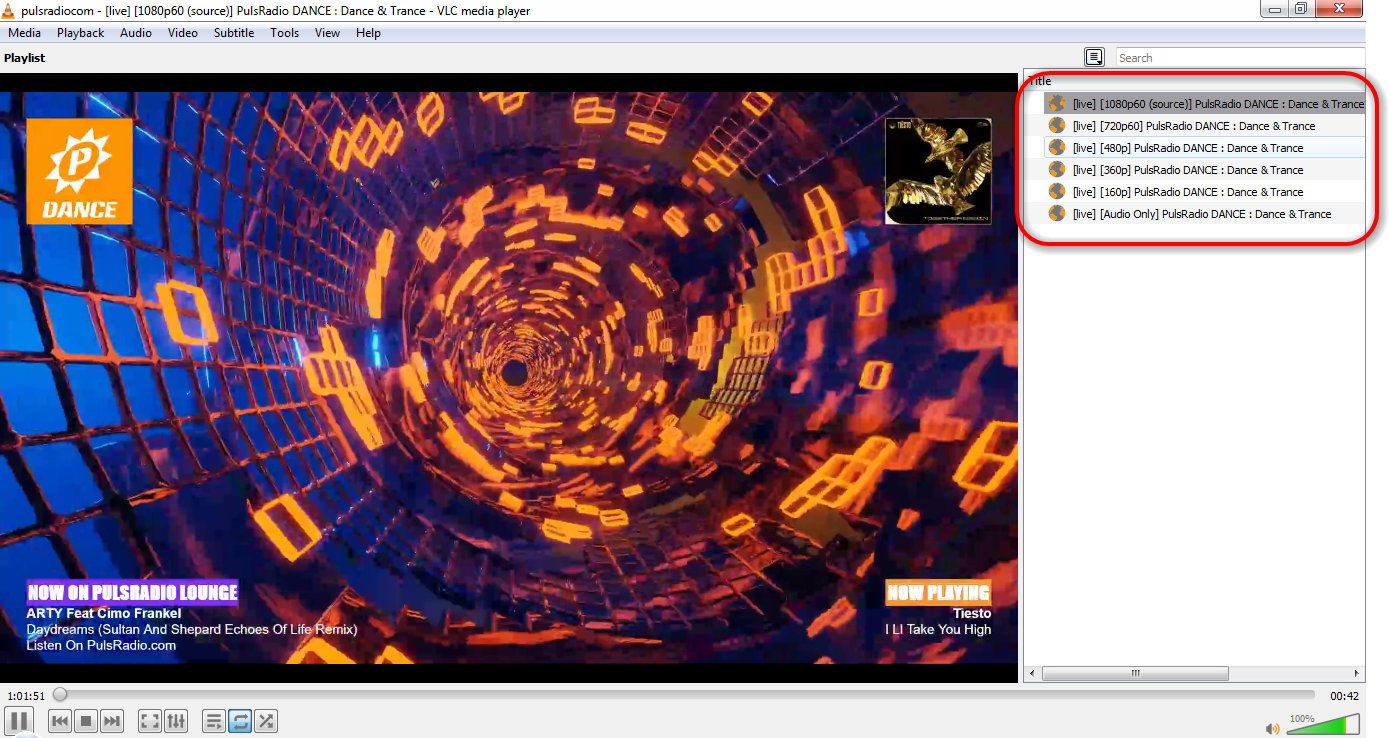 pulsradiocom - [live] [1080p60 (source)] PulsRadio DANCE : Dance & Trance - VLC media player
Media Playback Audio Video Subtitle Tools View Help
Playlist
Search
Title
[live] [1080p60 (source)] PulsRadio DANCE : Dance & Trance
[live] [720p60] PulsRadio DANCE : Dance & Trance
[live] [480p] PulsRadio DANCE : Dance & Trance
[live] [360p] PulsRadio DANCE : Dance & Trance
[live] [160p] PulsRadio DANCE : Dance & Trance
[live] [Audio Only] PulsRadio DANCE : Dance & Trance
P
DANCE
TIËSTO
NOW ON PULSRADIO LOUNGE
ARTY Feat Cimo Frankel
Daydreams (Sultan And Shepard Echoes Of Life Remix)
Listen On PulsRadio.com
NOW PLAYING
Tiesto
I Ll Take You High
1:01:51
00:42
100%